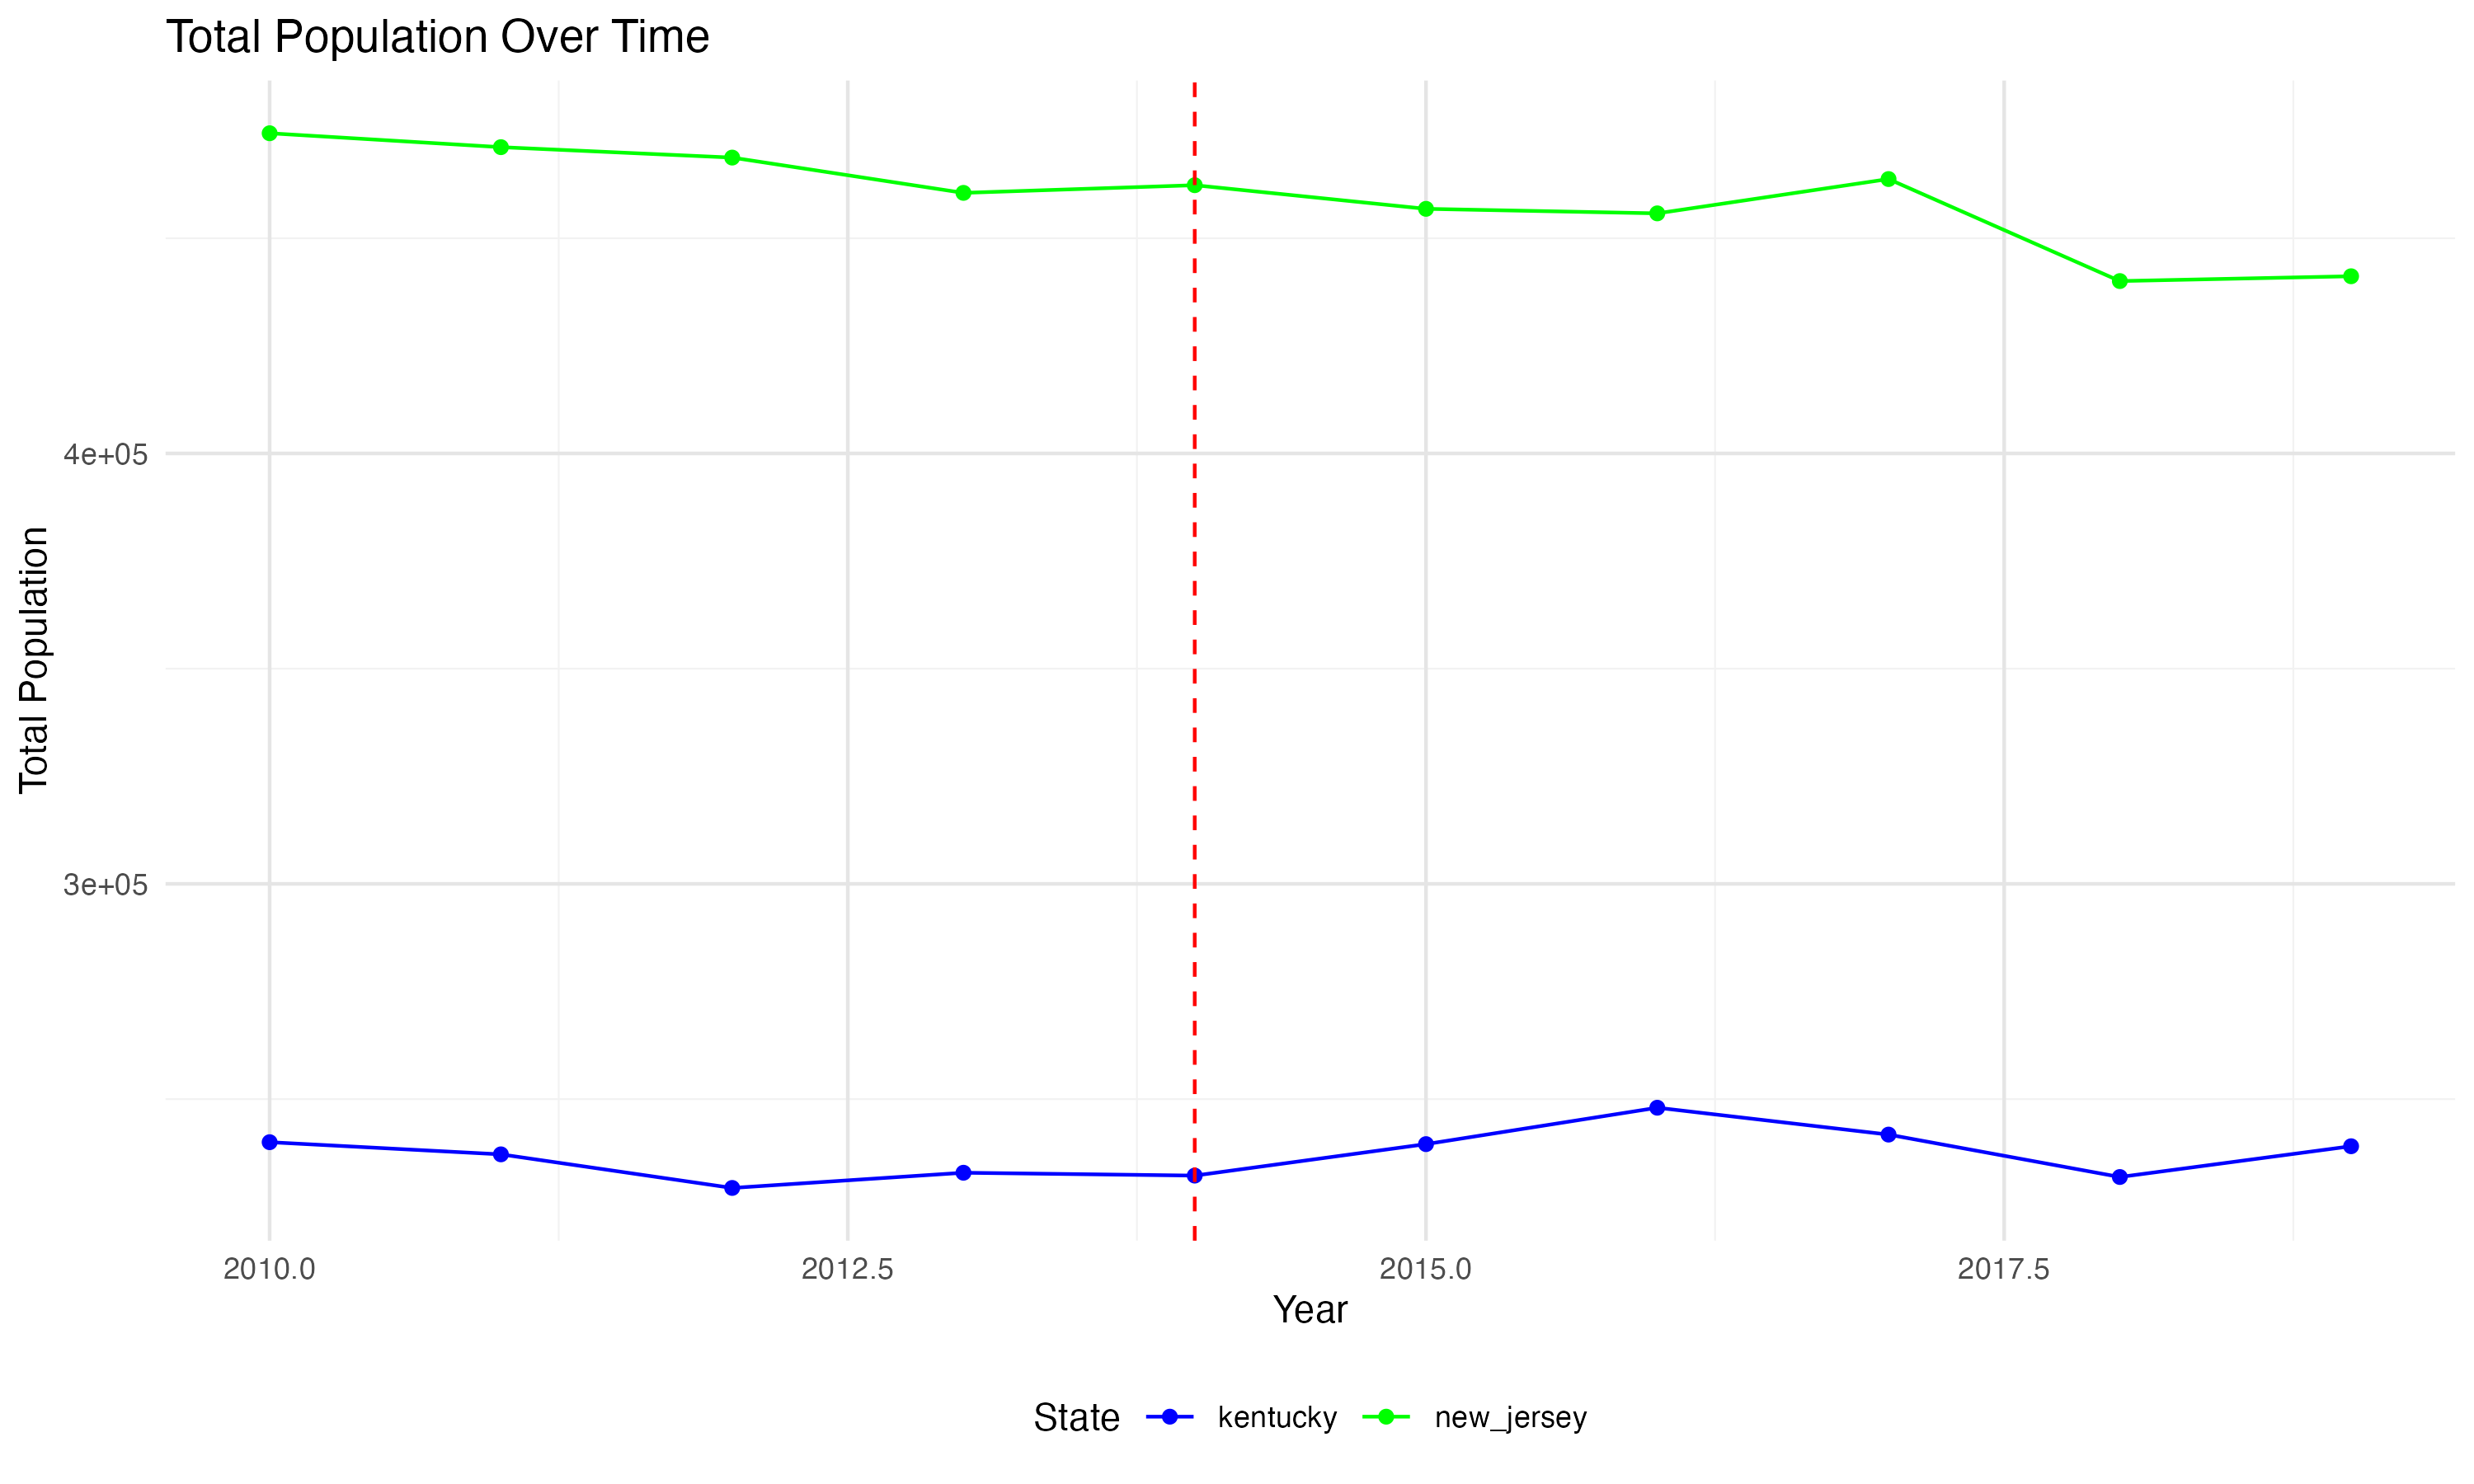 Total Population Over Time
Total Population
4e+05
3e+05
2010.0 2012.5 2015.0 2017.5
Year
State kentucky new_jersey